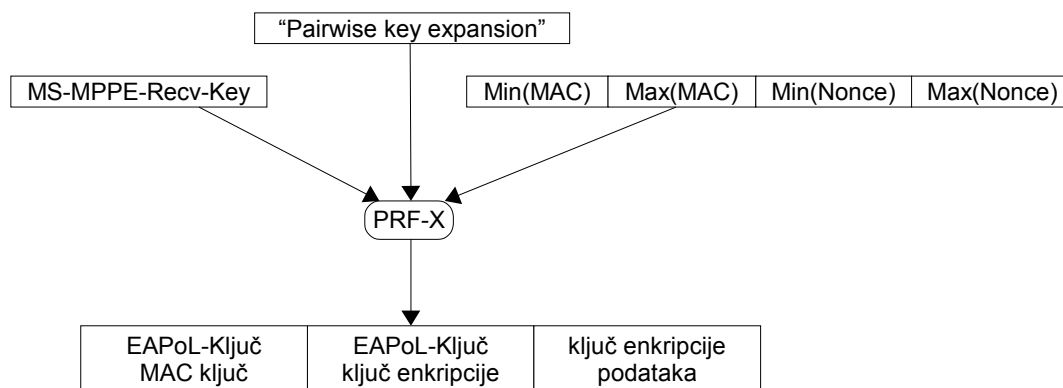 “Pairwise key expansion”
MS-MPPE-Recv-Key
Min(MAC) Max(MAC) Min(Nonce) Max(Nonce)
PRF-X
EAPoL-Ključ
MAC ključ
EAPoL-Ključ
ključ enkripcije
ključ enkripcije
podataka